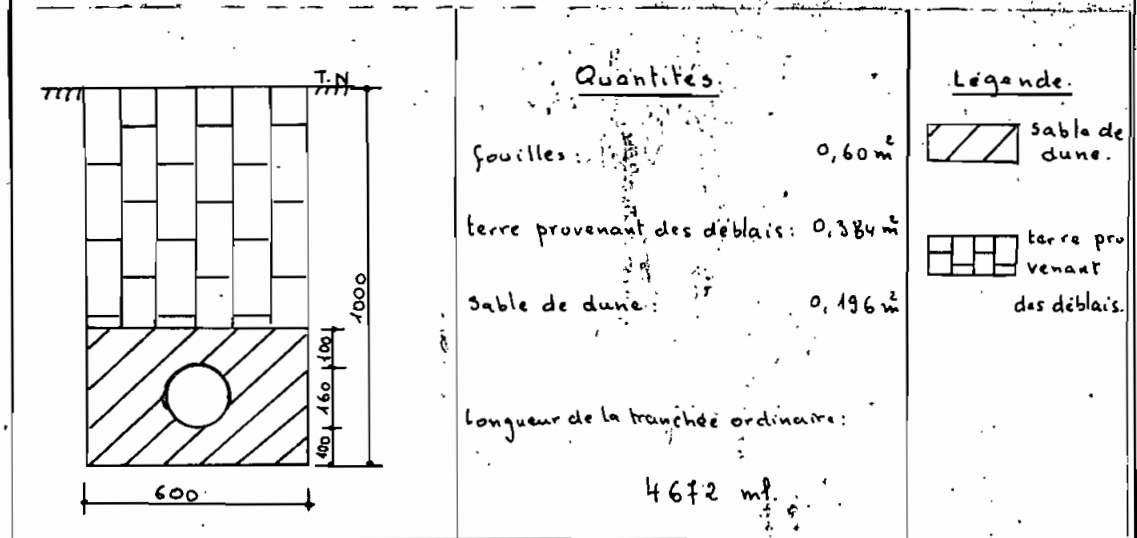 T.N
1000
100
160
100
600
Quantités.
fouilles : 0,60 m²
terre provenant des déblais : 0,384 m²
Sable de dune : 0,196 m²
longueur de la tranchée ordinaire :
4672 ml.
Légende.
Sable de
dune.
terre pro
venant
des déblais.